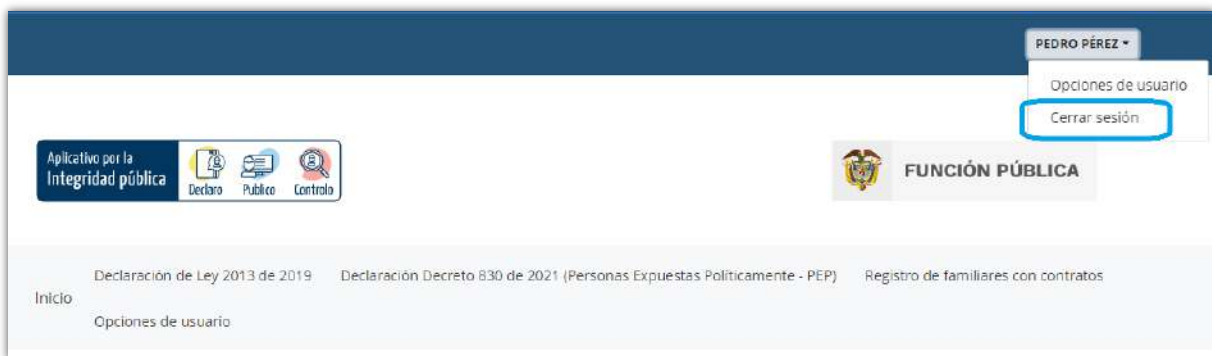 PEDRO PÉREZ
Opciones de usuario
Cerrar sesión
Aplicativo por la
Integridad pública
Declaro Publico Controlo
FUNCIÓN PÚBLICA
Declaración de Ley 2013 de 2019 Declaración Decreto 830 de 2021 (Personas Expuestas Políticamente - PEP) Registro de familiares con contratos
Inicio
Opciones de usuario